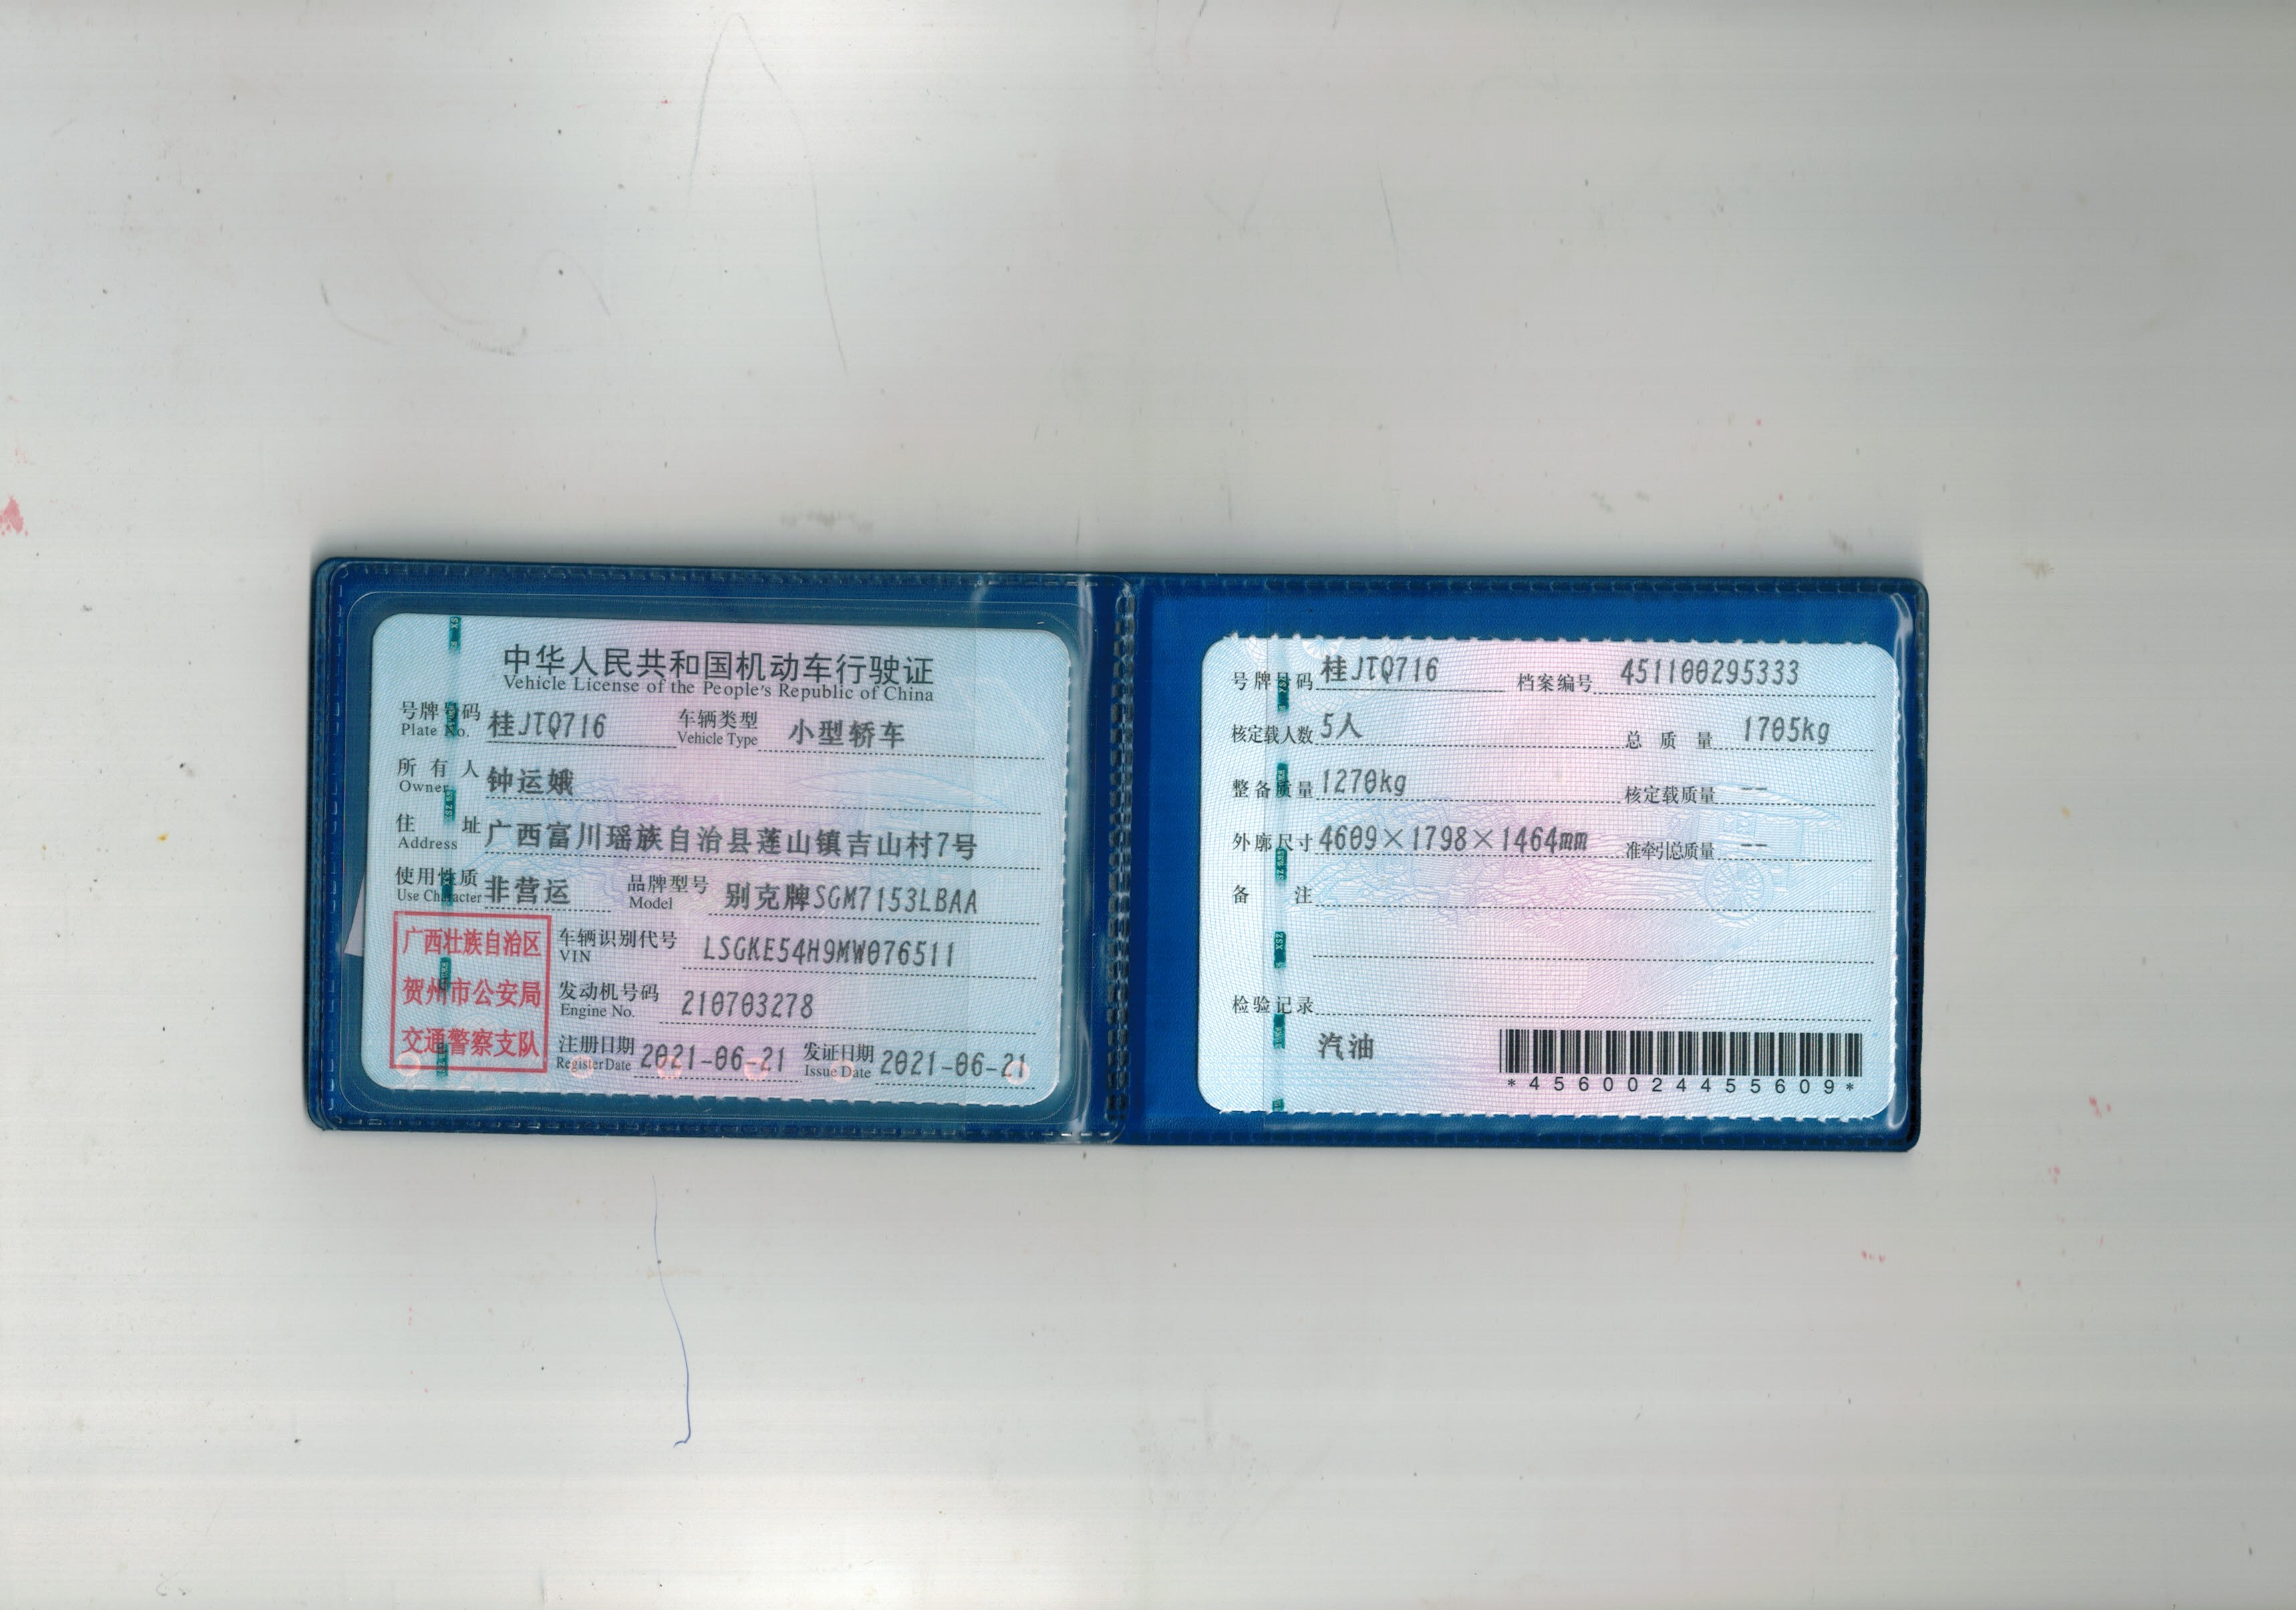 中华人民共和国机动车行驶证
Vehicle License of the People's Republic of China
号牌号码 桂JTQ716 车辆类型 小型轿车
Plate No. Vehicle Type
所有人 钟运娥
Owner
住址 广西富川瑶族自治县莲山镇吉山村7号
Address
使用性质 非营运 品牌型号 别克牌SGM7153LBAA
Use Character Model
广西壮族自治区
贺州市公安局
交通警察支队
车辆识别代号 LSGKE54H9MW076511
VIN
发动机号码 210703278
Engine No.
注册日期 2021-06-21 发证日期 2021-06-21
Register Date Issue Date
号牌号码 桂JTQ716 档案编号 451100295333
核定载人数 5人 总质量 1705kg
整备质量 1270kg 核定载质量 --
外廓尺寸 4609×1798×1464mm 准牵引总质量 --
备注
检验记录
汽油
*4560024455609*